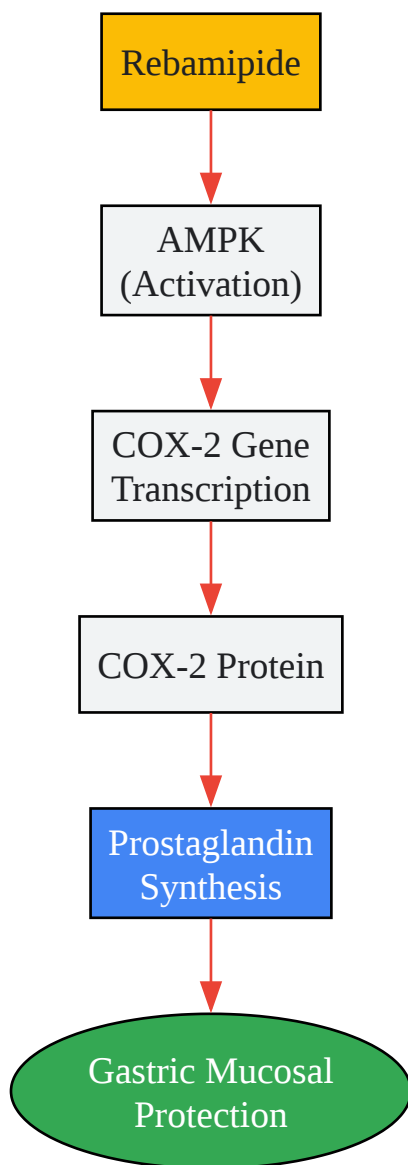 Rebamipide
AMPK
(Activation)
COX-2 Gene
Transcription
COX-2 Protein
Prostaglandin
Synthesis
Gastric Mucosal
Protection